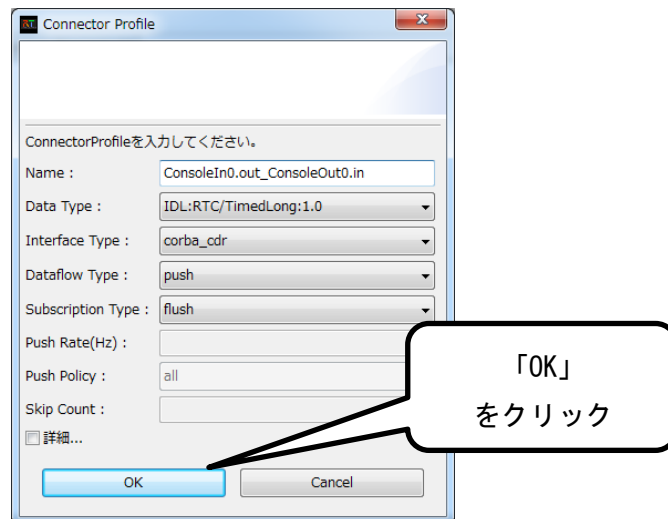 Connector Profile
ConnectorProfileを入力してください。
Name :
ConsoleIn0.out_ConsoleOut0.in
Data Type :
IDL:RTC/TimedLong:1.0
Interface Type :
corba_cdr
Dataflow Type :
push
Subscription Type :
flush
Push Rate(Hz) :
Push Policy :
all
Skip Count :
詳細...
OK
Cancel
「OK」
をクリック